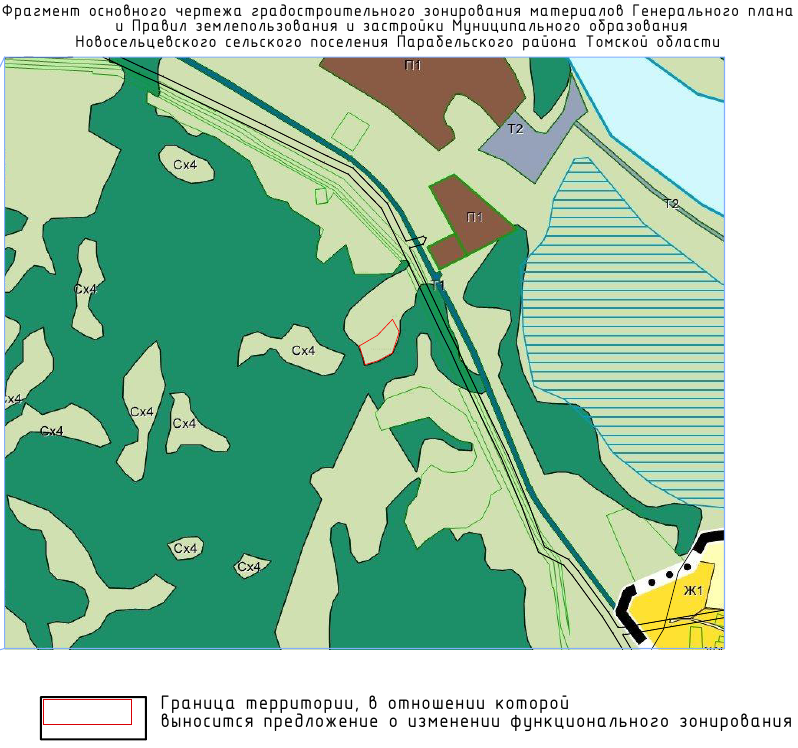 Фрагмент основного чертежа градостроительного зонирования материалов Генерального плана
и Правил землепользования и застройки Муниципального образования
Новосельцевского сельского поселения Парабельского района Томской области
П1
Т2
Сх4
Т2
П1
Т1
Сх4
Сх4
Сх4
Сх4
Сх4
Сх4
Сх4
Сх4
Ж1
Граница территории, в отношении которой
выносится предложение о изменении функционального зонирования